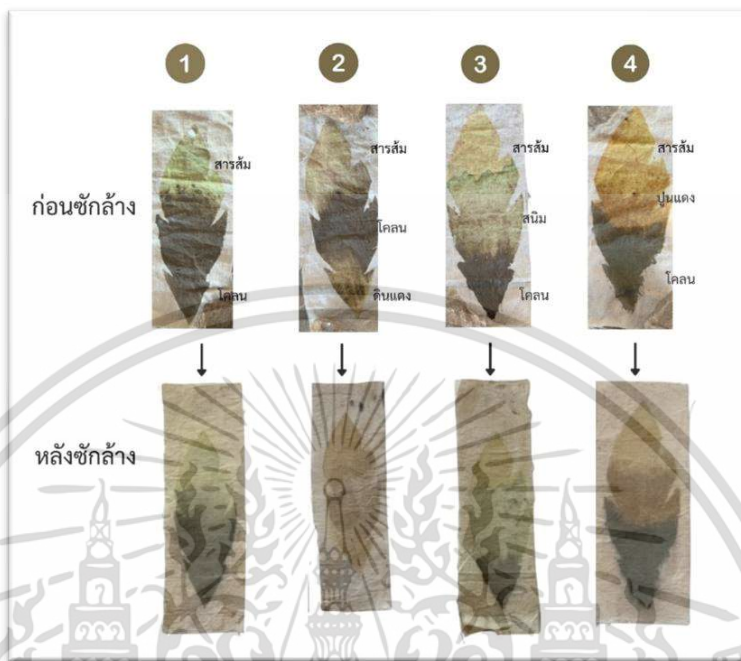 1
2
3
4
สารส้ม
สารส้ม
สารส้ม
สารส้ม
ก่อนซักล้าง
ปูนแดง
โคลน
สนิม
โคลน
โคลน
ดินแดง
โคลน
หลังซักล้าง